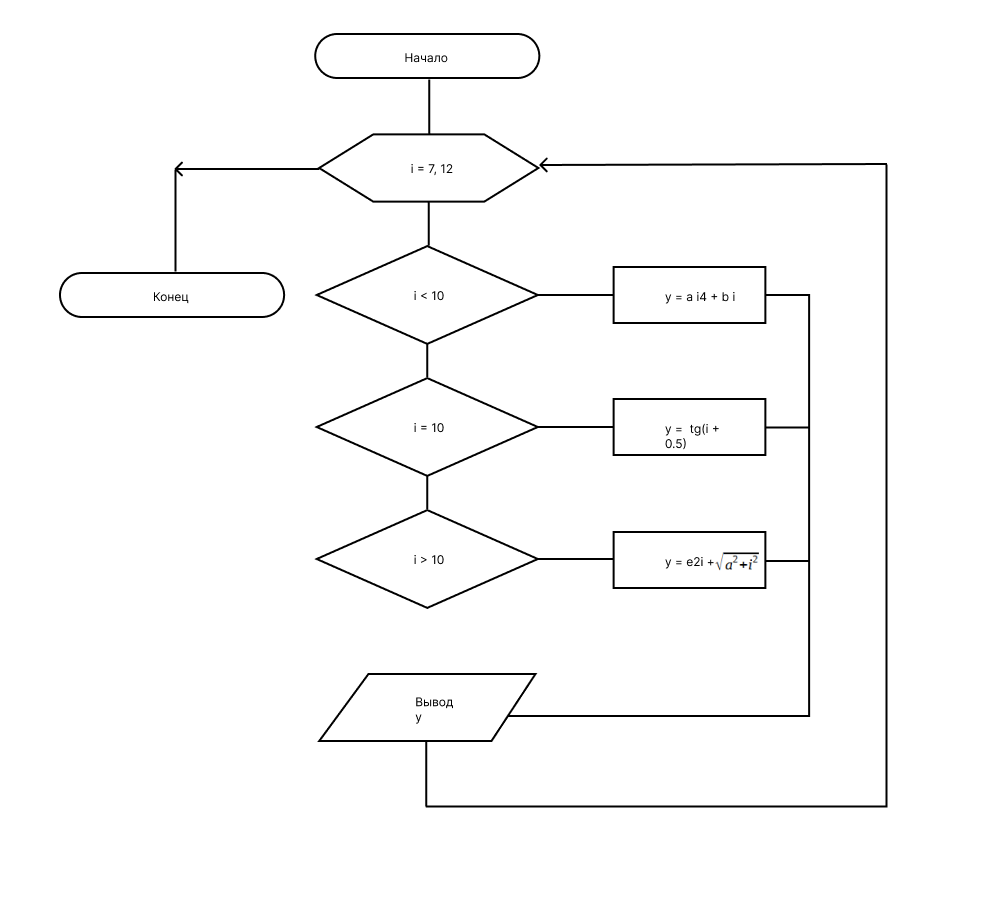 Начало
i = 7, 12
Конец
i < 10
y = a i4 + b i
i = 10
y =  tg(i +
0.5)
i > 10
y = e2i +√a²+i²
Вывод
y